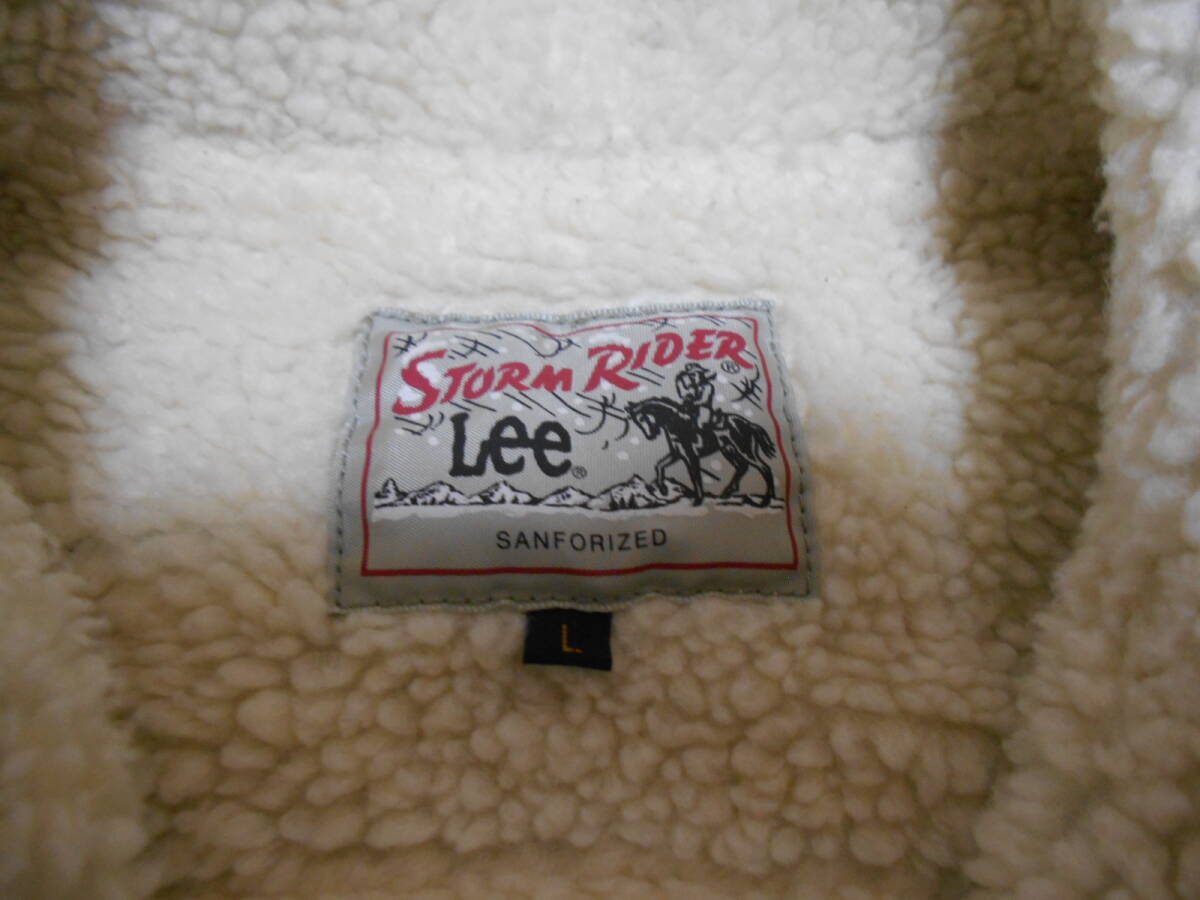 STORM RIDER®
Lee®
SANFORIZED
L